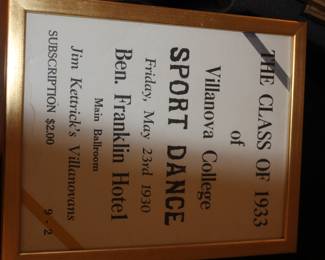 THE CLASS OF 1933
of
Villanova College
SPORT DANCE
Friday, May 23rd 1930
Ben. Franklin Hotel
Main Ballroom
Jim Kettrick's Villanovans
SUBSCRIPTION $2.00 9 - 2